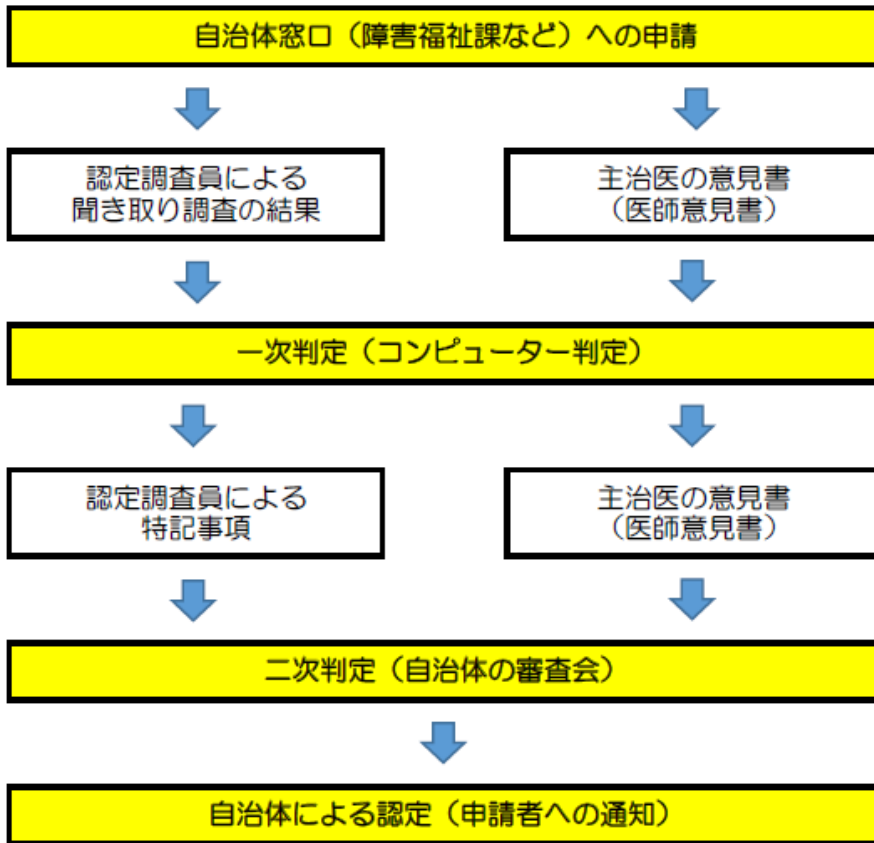 自治体窓口（障害福祉課など）への申請
認定調査員による
聞き取り調査の結果
主治医の意見書
（医師意見書）
一次判定（コンピューター判定）
認定調査員による
特記事項
主治医の意見書
（医師意見書）
二次判定（自治体の審査会）
自治体による認定（申請者への通知）